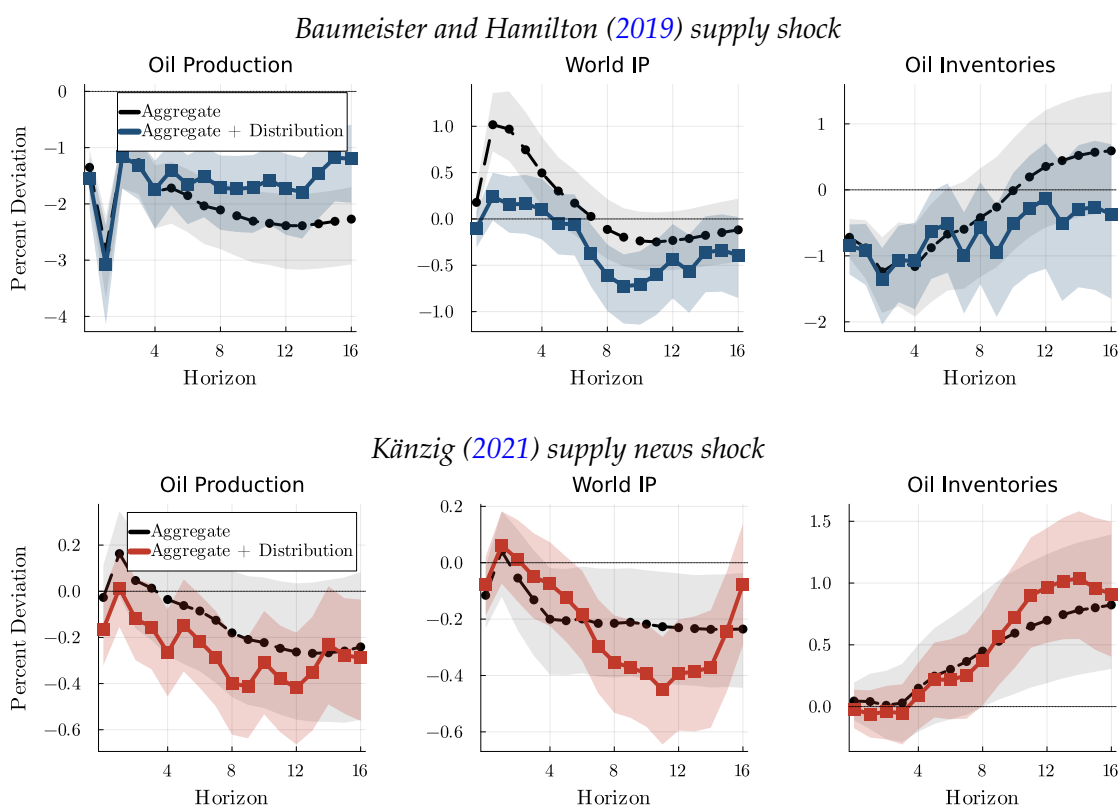 Baumeister and Hamilton (2019) supply shock
Oil Production
World IP
Oil Inventories
Percent Deviation
0
−1
−2
−3
−4
Aggregate
Aggregate + Distribution
4 8 12 16
Horizon
1.0
0.5
0.0
−0.5
−1.0
4 8 12 16
Horizon
1
0
−1
−2
4 8 12 16
Horizon
Känzig (2021) supply news shock
Oil Production
World IP
Oil Inventories
Percent Deviation
0.2
0.0
−0.2
−0.4
−0.6
Aggregate
Aggregate + Distribution
4 8 12 16
Horizon
0.2
0.0
−0.2
−0.4
−0.6
4 8 12 16
Horizon
1.5
1.0
0.5
0.0
4 8 12 16
Horizon